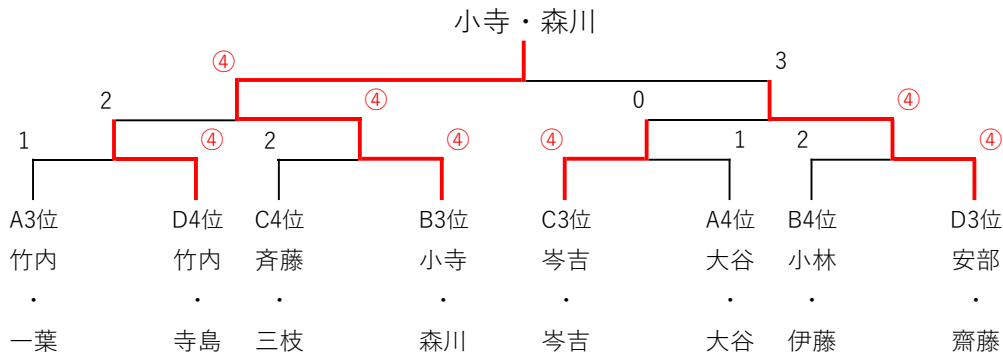 小寺・森川
④ 3
2 ④ 0 ④
1 ④ 2 ④ ④ 1 2 ④
A3位 D4位 C4位 B3位 C3位 A4位 B4位 D3位
竹内 竹内 斉藤 小寺 岑吉 大谷 小林 安部
・ ・ ・ ・ ・ ・ ・ ・
一葉 寺島 三枝 森川 岑吉 大谷 伊藤 齋藤